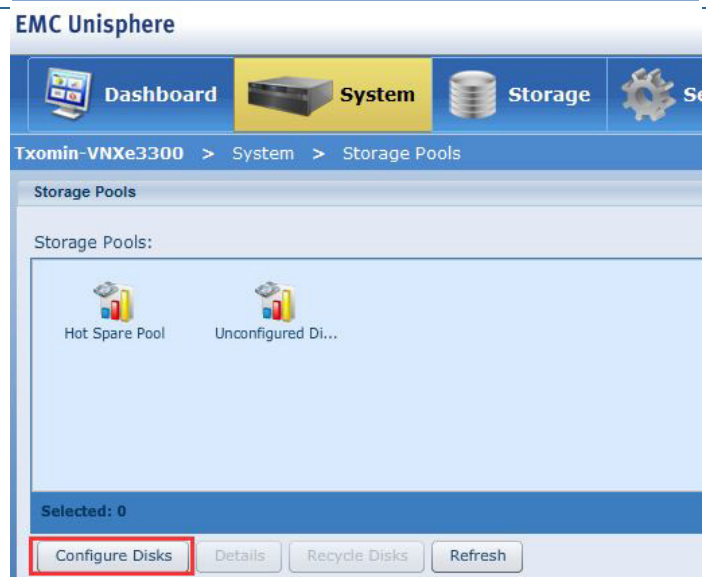 EMC Unisphere
Dashboard System Storage Se
Txomin-VNXe3300 > System > Storage Pools
Storage Pools
Storage Pools:
Hot Spare Pool Unconfigured Di...
Selected: 0
Configure Disks Details Recycle Disks Refresh